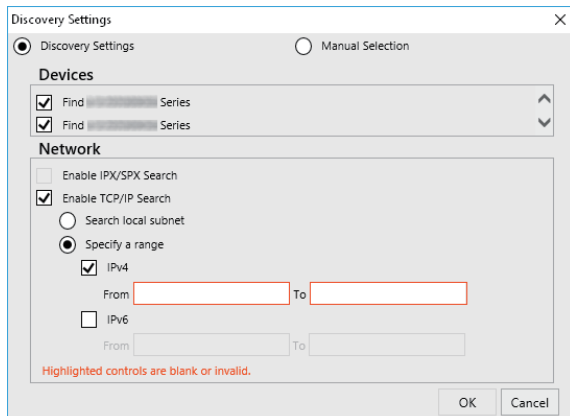 Discovery Settings
Discovery Settings Manual Selection
Devices
Find Series
Find Series
Network
Enable IPX/SPX Search
Enable TCP/IP Search
Search local subnet
Specify a range
IPv4
From To
IPv6
From To
Highlighted controls are blank or invalid.
OK Cancel